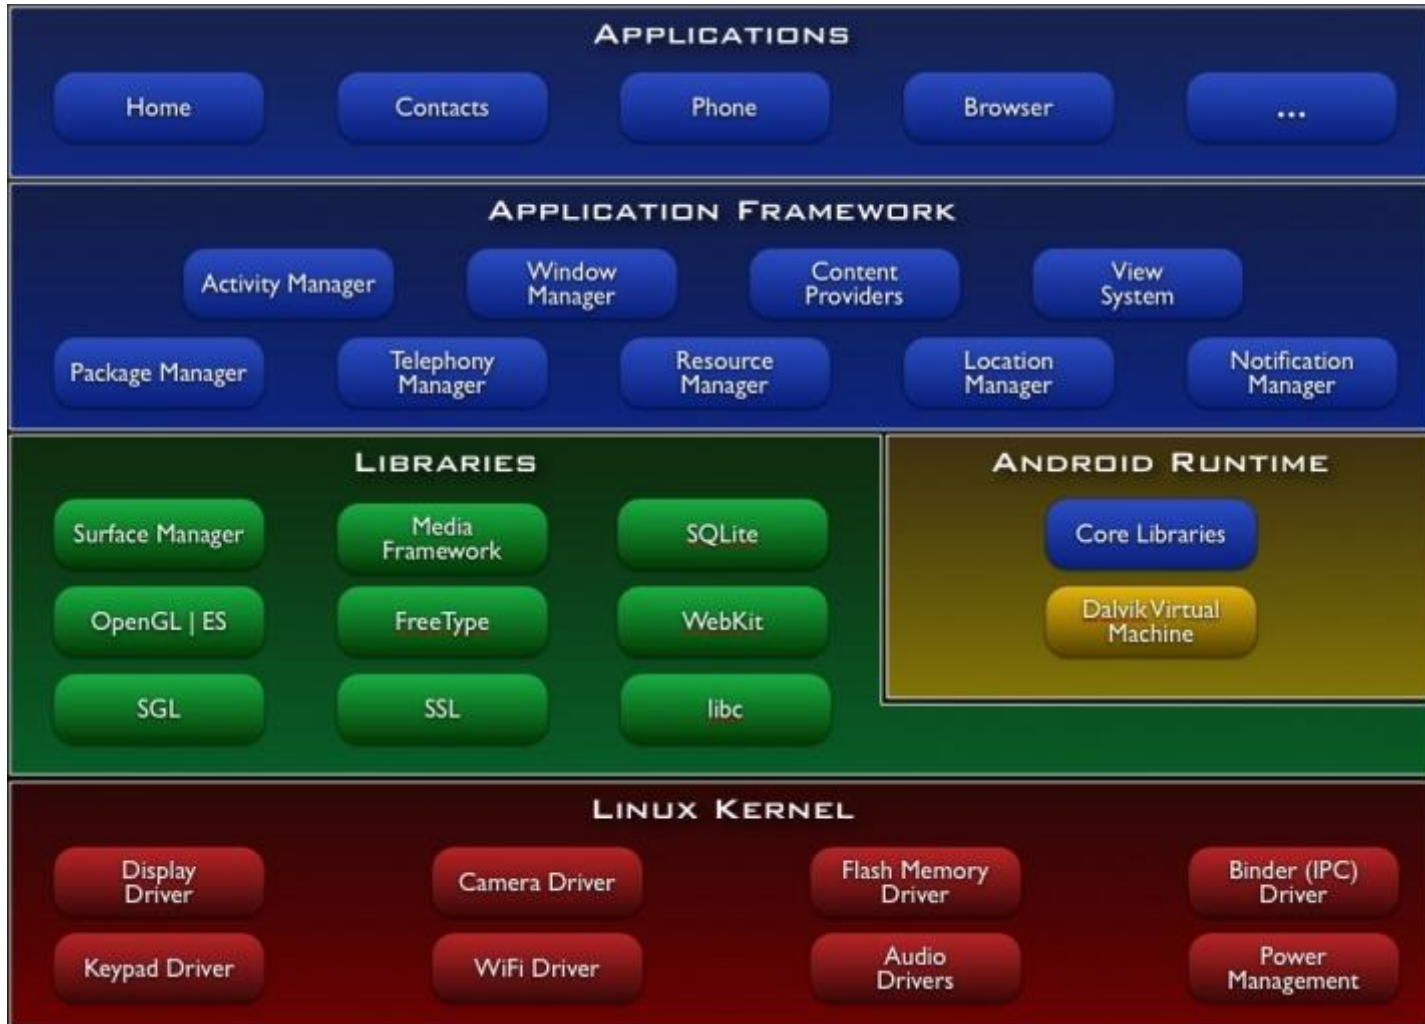 APPLICATIONS
Home
Contacts
Phone
Browser
...
APPLICATION FRAMEWORK
Activity Manager
Window
Manager
Content
Providers
View
System
Package Manager
Telephony
Manager
Resource
Manager
Location
Manager
Notification
Manager
LIBRARIES
Surface Manager
Media
Framework
SQLite
OpenGL | ES
FreeType
WebKit
SGL
SSL
libc
ANDROID RUNTIME
Core Libraries
Dalvik Virtual
Machine
LINUX KERNEL
Display
Driver
Camera Driver
Flash Memory
Driver
Binder (IPC)
Driver
Keypad Driver
WiFi Driver
Audio
Drivers
Power
Management